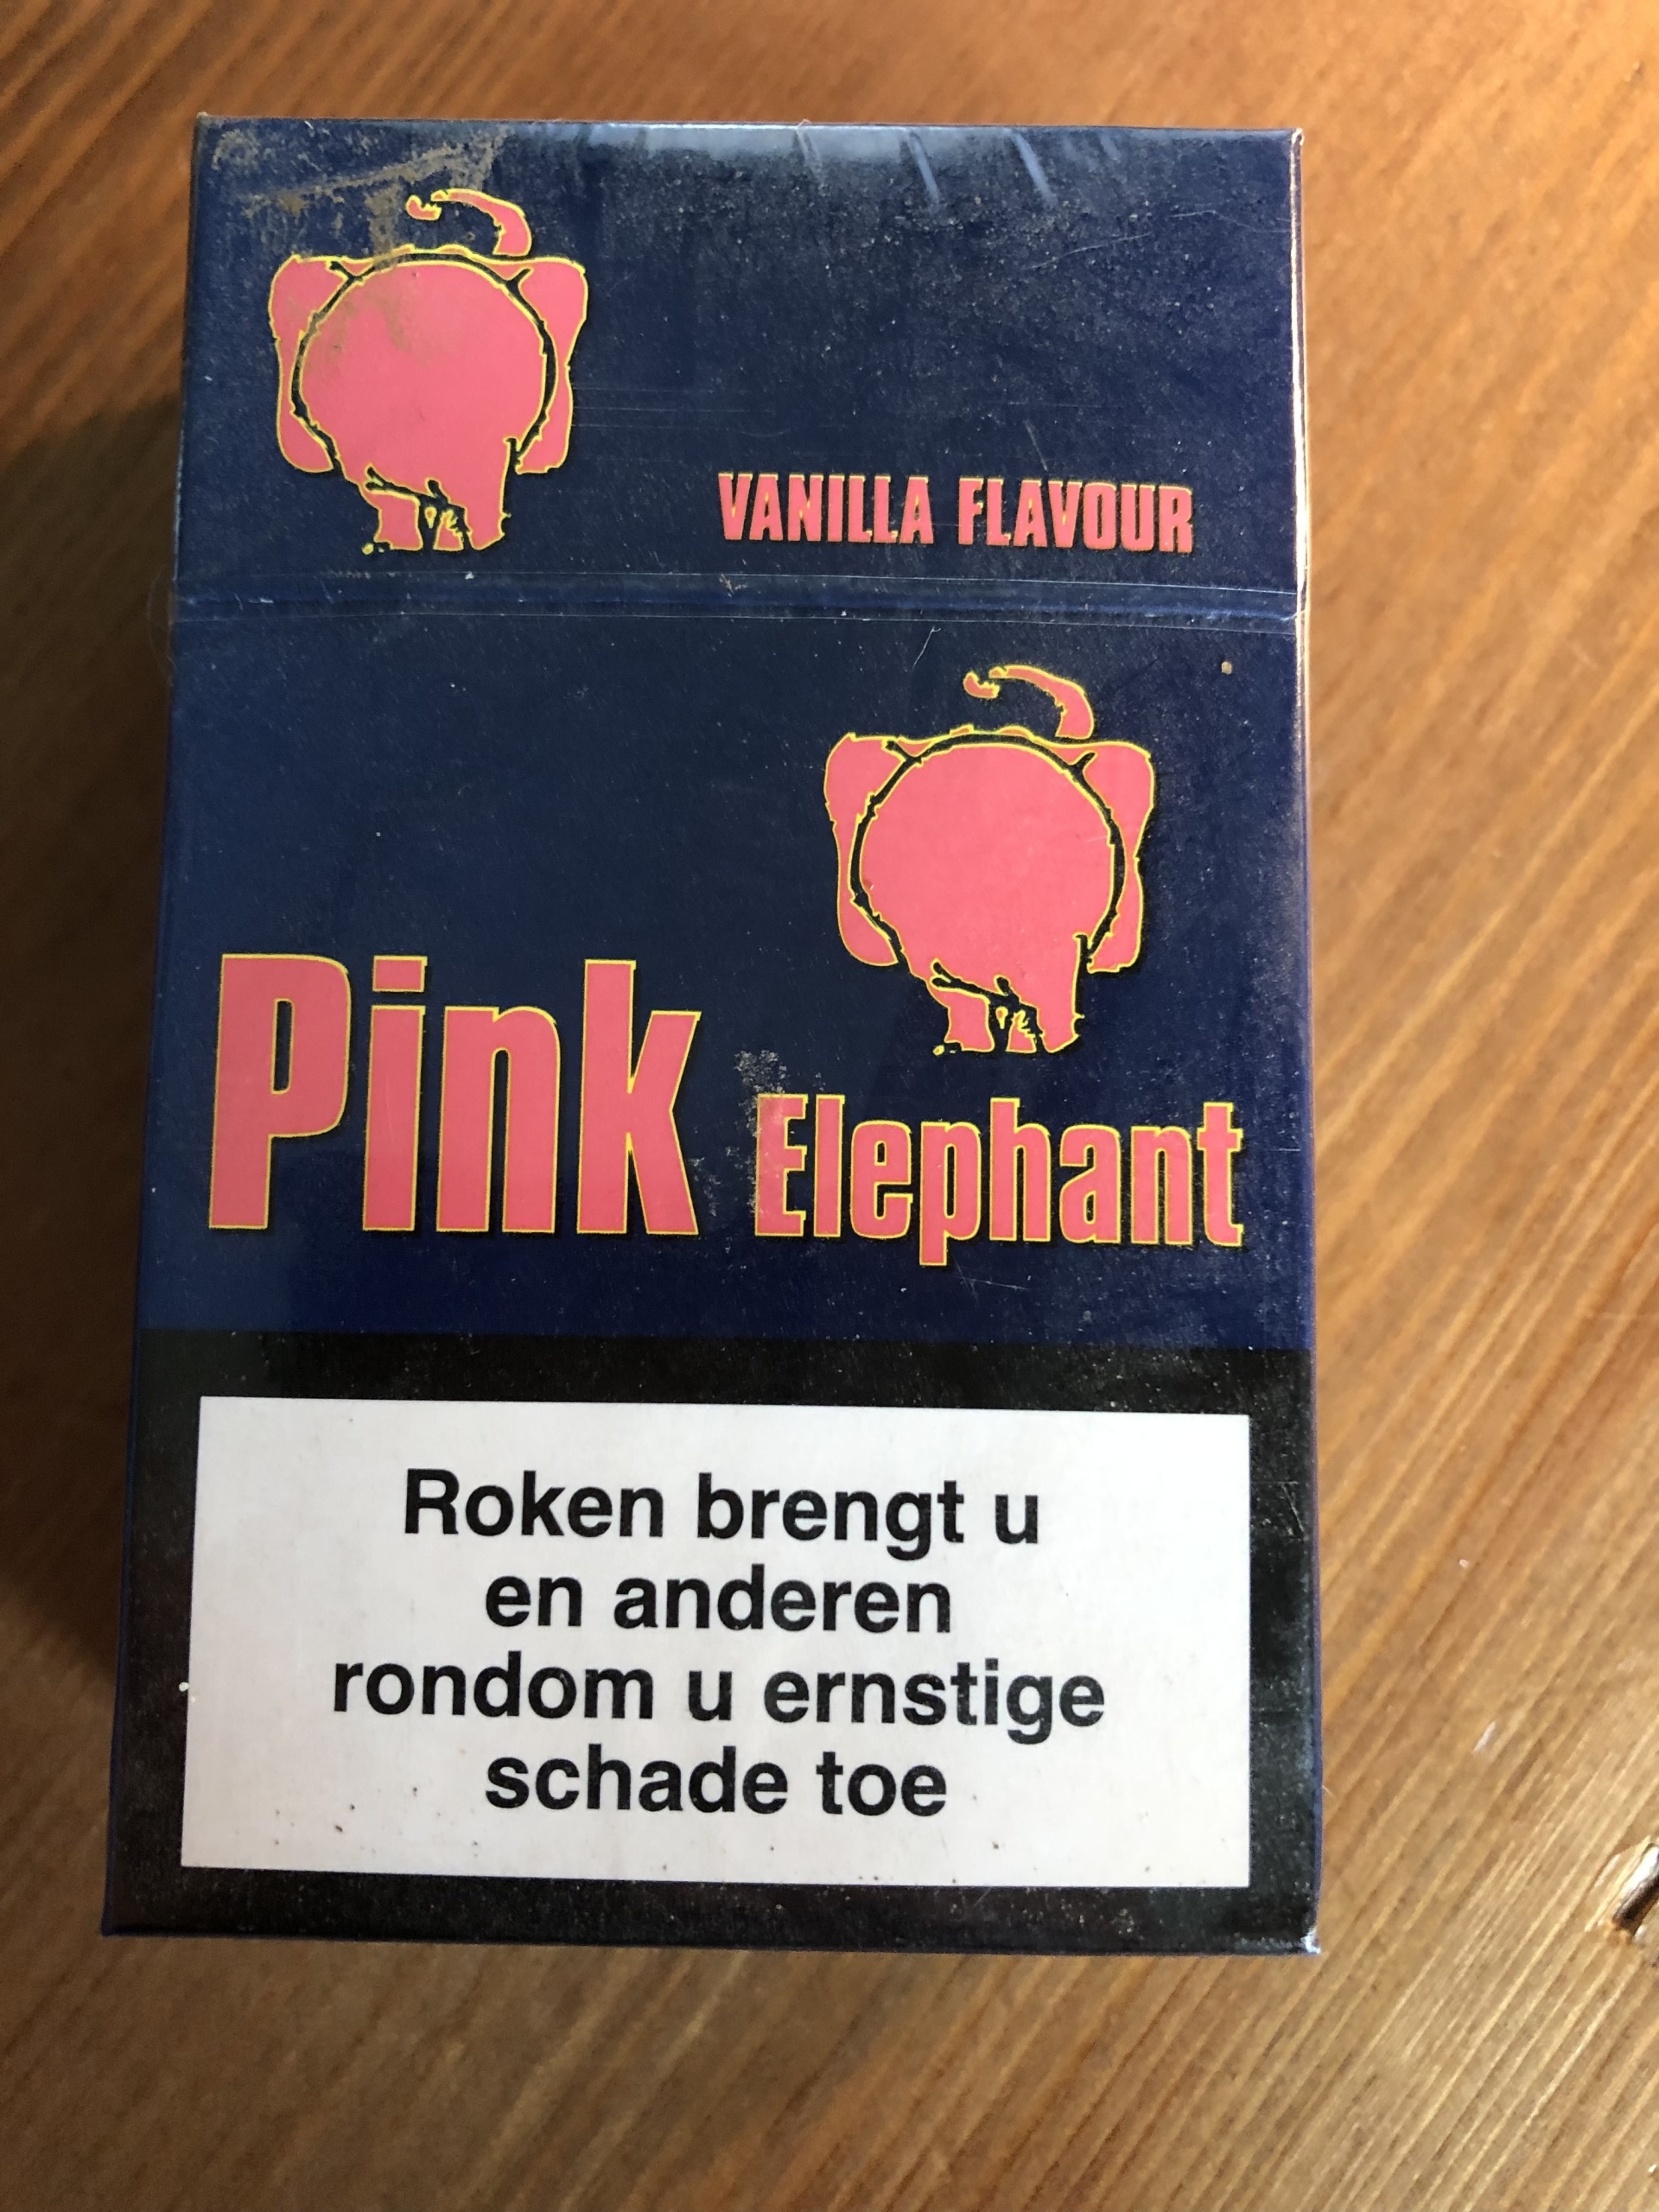 VANILLA FLAVOUR
Pink Elephant
Roken brengt u
en anderen
rondom u ernstige
schade toe